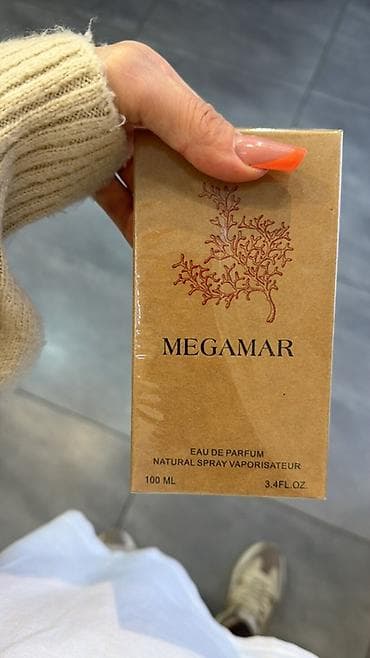 MEGAMAR
EAU DE PARFUM
NATURAL SPRAY VAPORISATEUR
100 ML 3.4FL.OZ.